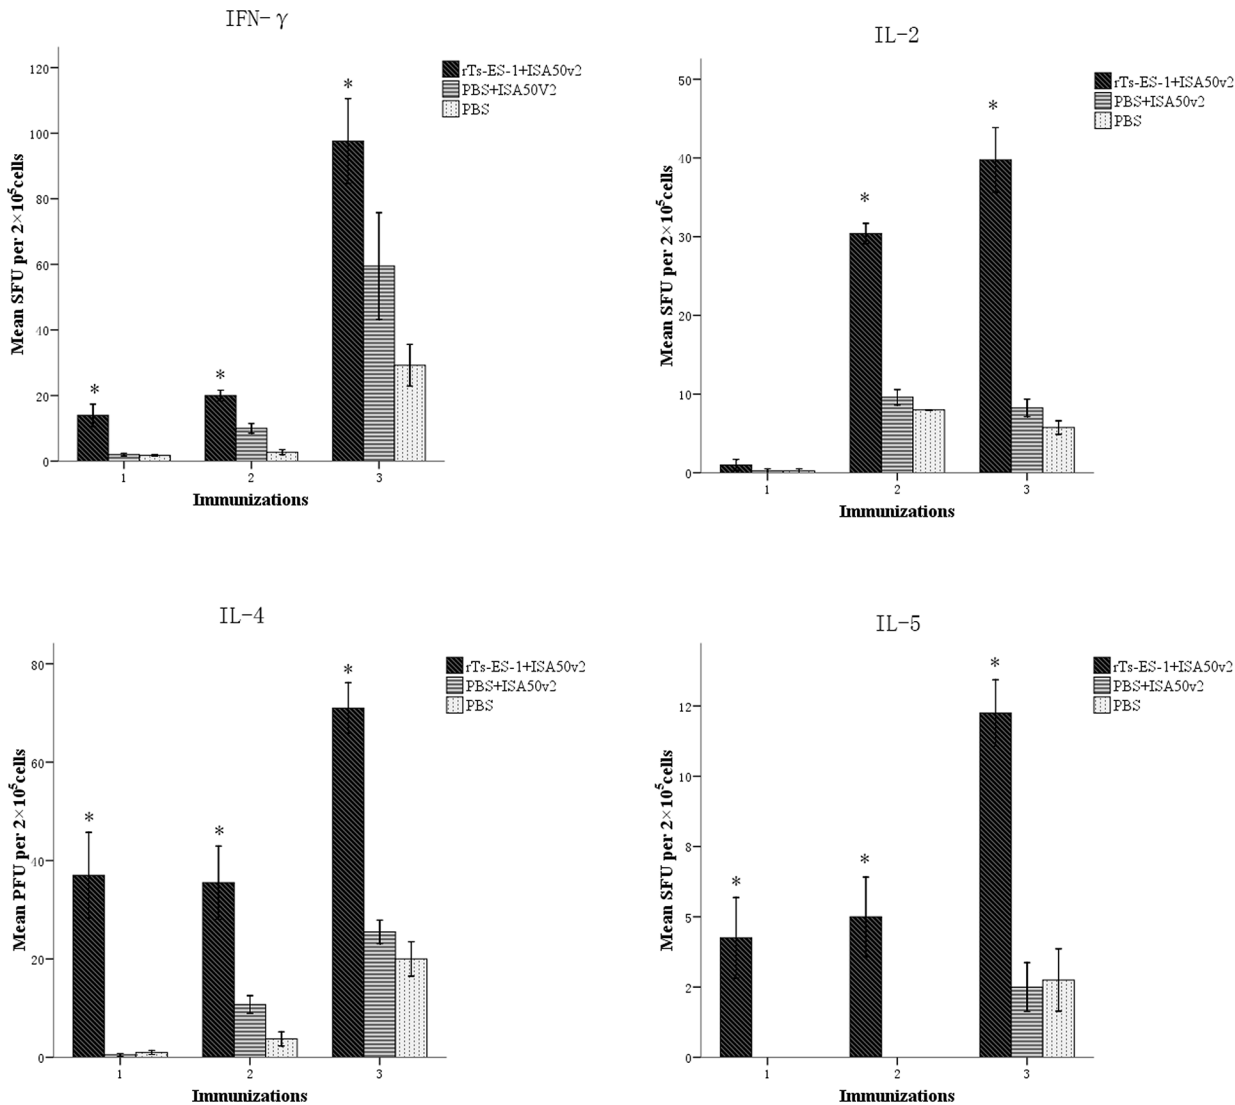 IFN-γ
120
100
80
60
40
20
0
Mean SFU per 2×10⁵cells
1 2 3
Immunizations
* * *
rTs-ES-1+ISA50v2
PBS+ISA50V2
PBS
IL-2
50
40
30
20
10
0
Mean SFU per 2×10⁵cells
1 2 3
Immunizations
* *
rTs-ES-1+ISA50v2
PBS+ISA50v2
PBS
IL-4
80
60
40
20
0
Mean PFU per 2×10⁵cells
1 2 3
Immunizations
* * *
rTs-ES-1+ISA50v2
PBS+ISA50v2
PBS
IL-5
12
10
8
5
2
0
Mean SFU per 2×10⁵cells
1 2 3
Immunizations
* * *
rTs-ES-1+ISA50v2
PBS+ISA50v2
PBS